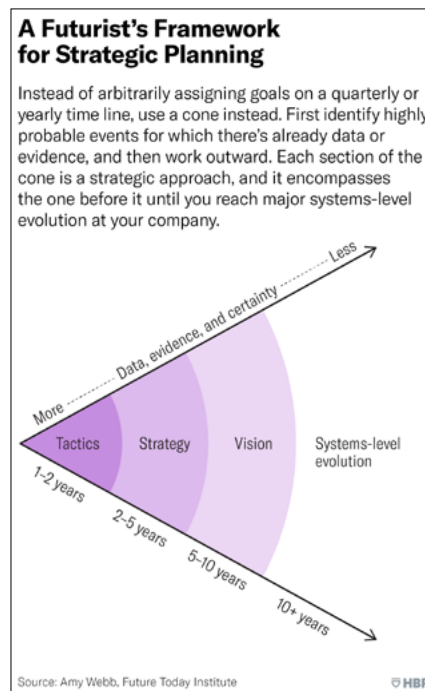 A Futurist's Framework
for Strategic Planning
Instead of arbitrarily assigning goals on a quarterly or
yearly time line, use a cone instead. First identify highly
probable events for which there's already data or
evidence, and then work outward. Each section of the
cone is a strategic approach, and it encompasses
the one before it until you reach major systems-level
evolution at your company.
More
Data, evidence, and certainty
Less
Tactics
Strategy
Vision
Systems-level
evolution
1–2 years
2–5 years
5–10 years
10+ years
Source: Amy Webb, Future Today Institute
HBR